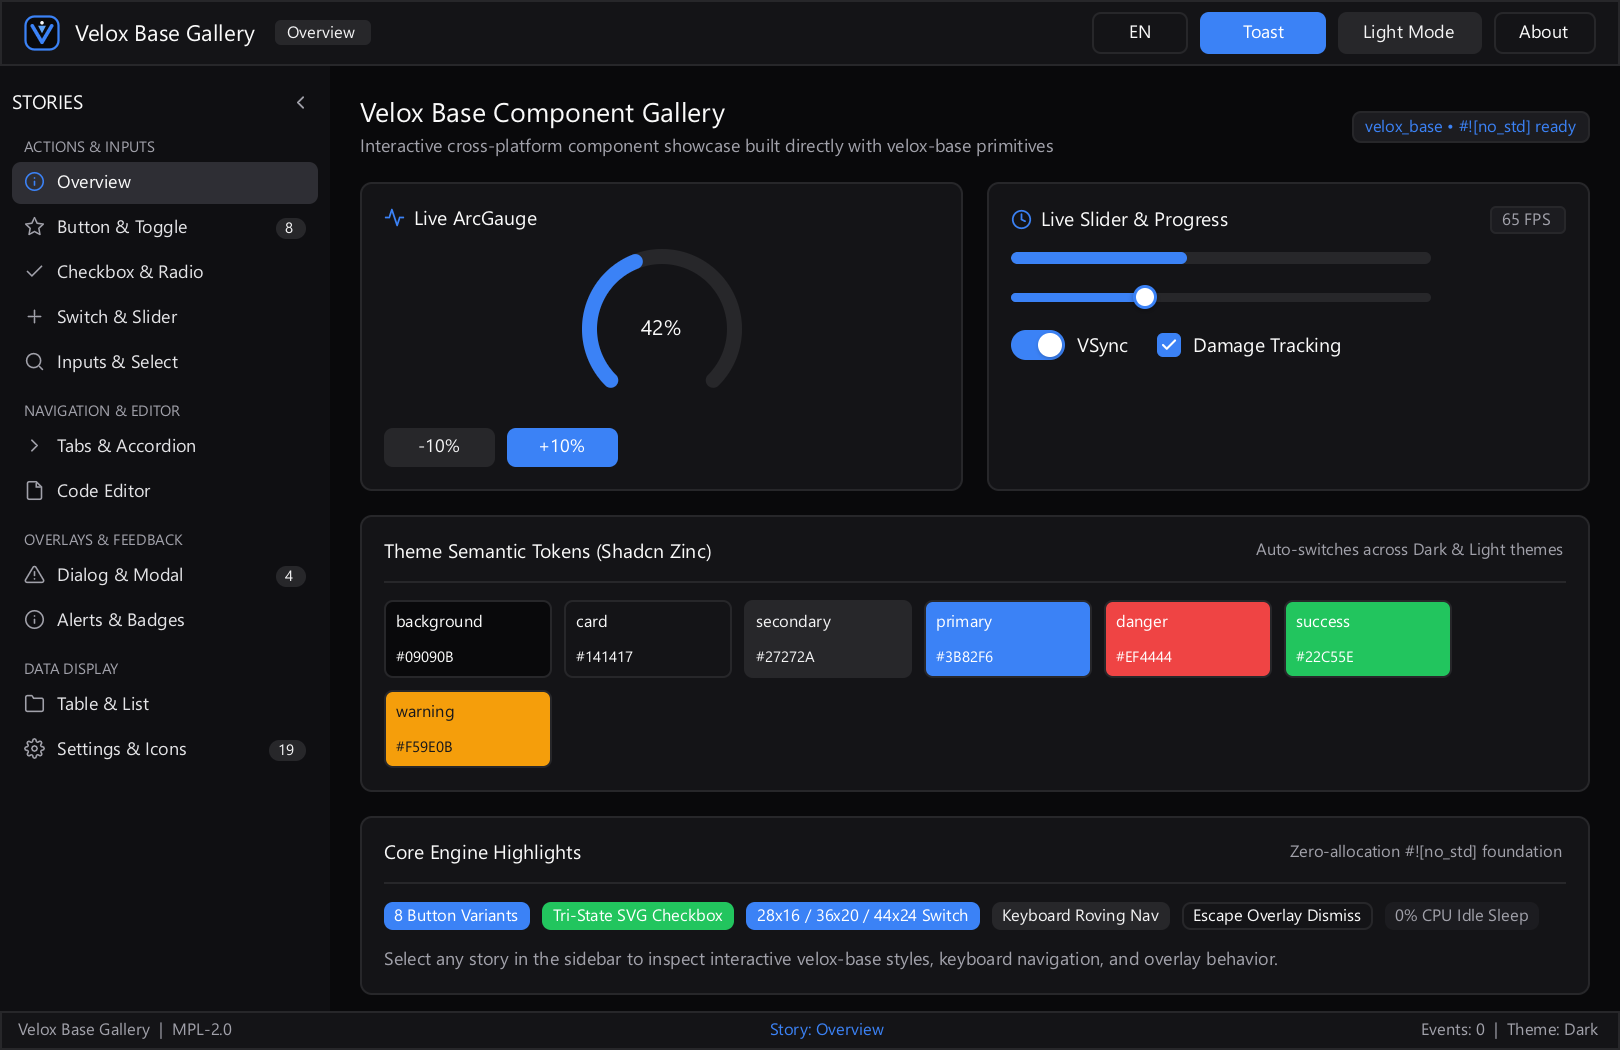 Velox Base Gallery
Overview
EN
Toast
Light Mode
About
STORIES
ACTIONS & INPUTS
Overview
Button & Toggle
8
Checkbox & Radio
Switch & Slider
Inputs & Select
NAVIGATION & EDITOR
Tabs & Accordion
Code Editor
OVERLAYS & FEEDBACK
Dialog & Modal
4
Alerts & Badges
DATA DISPLAY
Table & List
Settings & Icons
19
Velox Base Component Gallery
Interactive cross-platform component showcase built directly with velox-base primitives
velox_base • #![no_std] ready
Live ArcGauge
42%
-10%
+10%
Live Slider & Progress
65 FPS
VSync
Damage Tracking
Theme Semantic Tokens (Shadcn Zinc)
Auto-switches across Dark & Light themes
background
#09090B
card
#141417
secondary
#27272A
primary
#3B82F6
danger
#EF4444
success
#22C55E
warning
#F59E0B
Core Engine Highlights
Zero-allocation #![no_std] foundation
8 Button Variants
Tri-State SVG Checkbox
28x16 / 36x20 / 44x24 Switch
Keyboard Roving Nav
Escape Overlay Dismiss
0% CPU Idle Sleep
Select any story in the sidebar to inspect interactive velox-base styles, keyboard navigation, and overlay behavior.
Velox Base Gallery | MPL-2.0
Story: Overview
Events: 0 | Theme: Dark